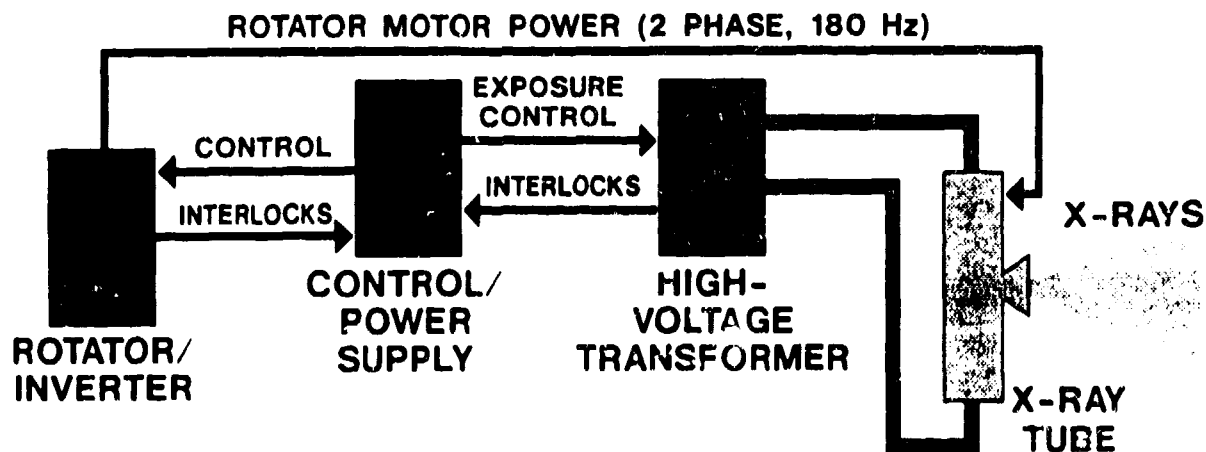 ROTATOR MOTOR POWER (2 PHASE, 180 Hz)
EXPOSURE
CONTROL
CONTROL
INTERLOCKS
INTERLOCKS
X-RAYS
CONTROL/
POWER
SUPPLY
HIGH-
VOLTAGE
TRANSFORMER
ROTATOR/
INVERTER
X-RAY
TUBE